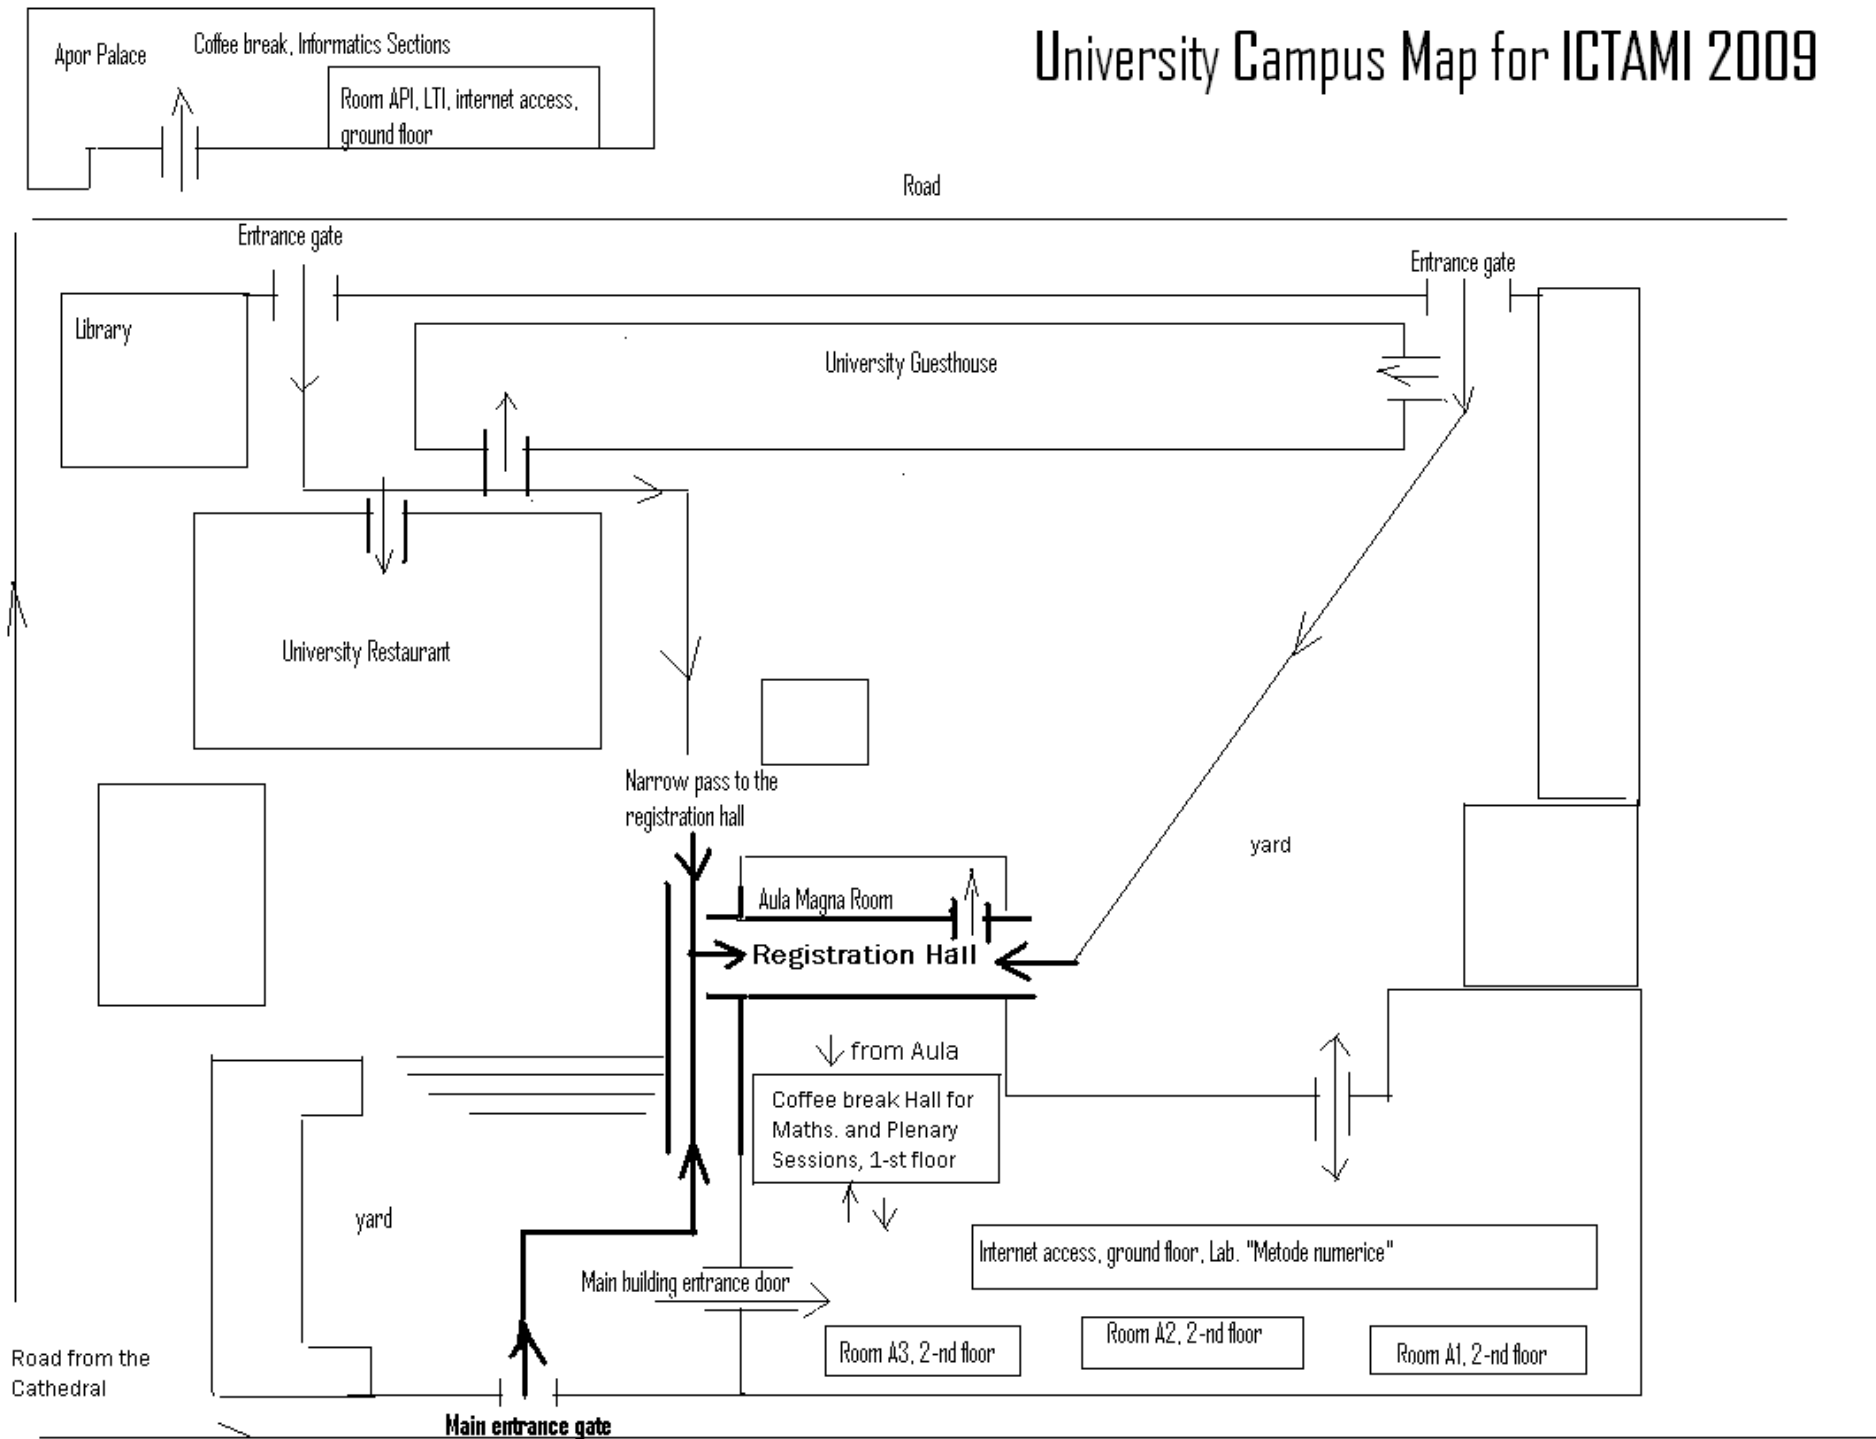 University Campus Map for ICTAMI 2009
Apor Palace
Coffee break, Informatics Sections
Room API, LTI, internet access,
ground floor
Road
Entrance gate
Entrance gate
Library
University Guesthouse
University Restaurant
Narrow pass to the
registration hall
yard
Aula Magna Room
Registration Hall
from Aula
Coffee break Hall for
Maths. and Plenary
Sessions, 1-st floor
yard
Internet access, ground floor, Lab. "Metode numerice"
Main building entrance door
Room A3, 2-nd floor
Room A2, 2-nd floor
Room A1, 2-nd floor
Road from the
Cathedral
Main entrance gate